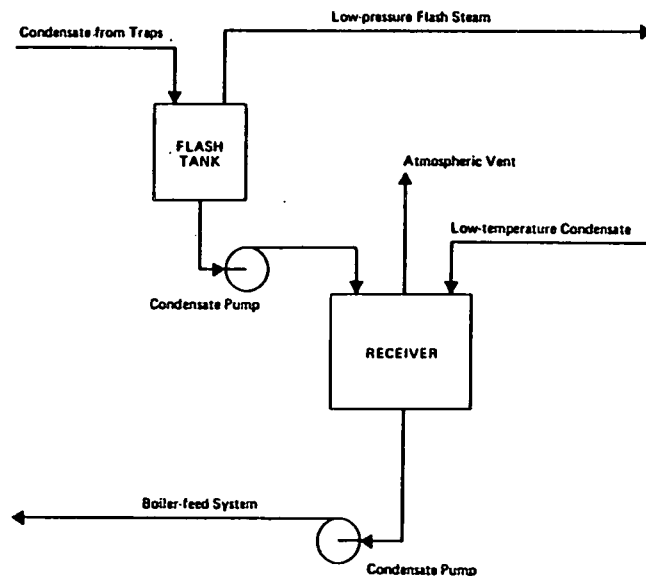 Low-pressure Flash Steam
Condensate from Traps
FLASH
TANK
Atmospheric Vent
Low-temperature Condensate
Condensate Pump
RECEIVER
Boiler-feed System
Condensate Pump